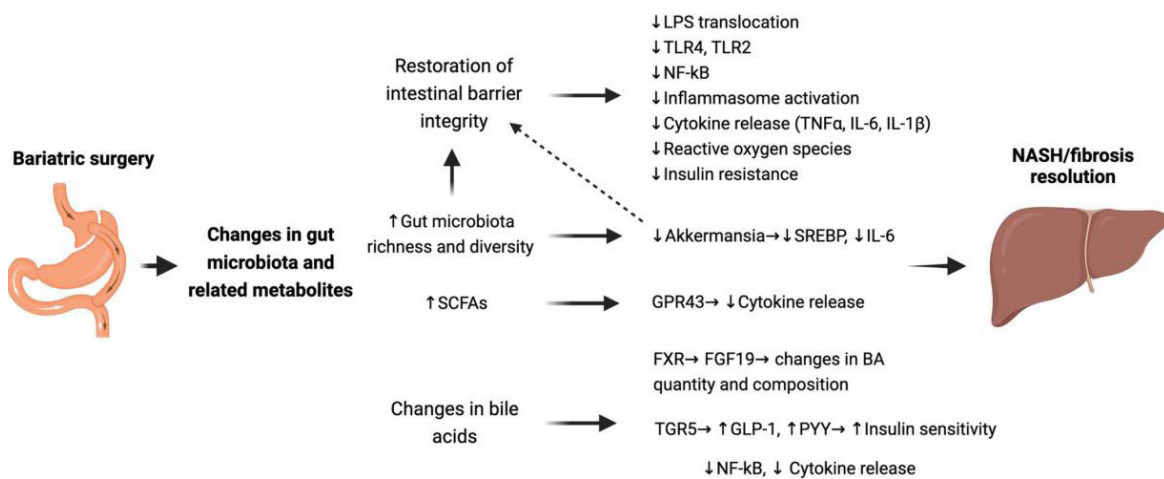 Bariatric surgery
Changes in gut
microbiota and
related metabolites
Restoration of
intestinal barrier
integrity
↑Gut microbiota
richness and diversity
↑SCFAs
Changes in bile
acids
↓LPS translocation
↓TLR4, TLR2
↓NF-kB
↓Inflammasome activation
↓Cytokine release (TNFα, IL-6, IL-1β)
↓Reactive oxygen species
↓Insulin resistance
↓Akkermansia→↓SREBP, ↓IL-6
GPR43→ ↓Cytokine release
FXR→ FGF19→ changes in BA
quantity and composition
TGR5→ ↑GLP-1, ↑PYY→ ↑Insulin sensitivity
↓NF-kB, ↓ Cytokine release
NASH/fibrosis
resolution